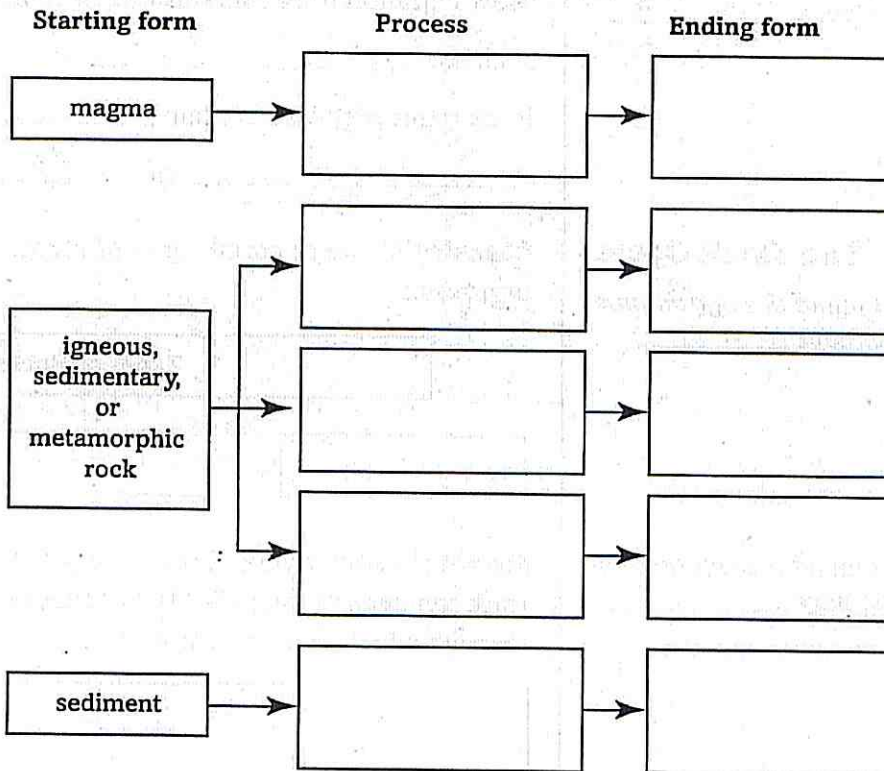 Starting form
Process
Ending form
magma
igneous,
sedimentary,
or
metamorphic
rock
sediment